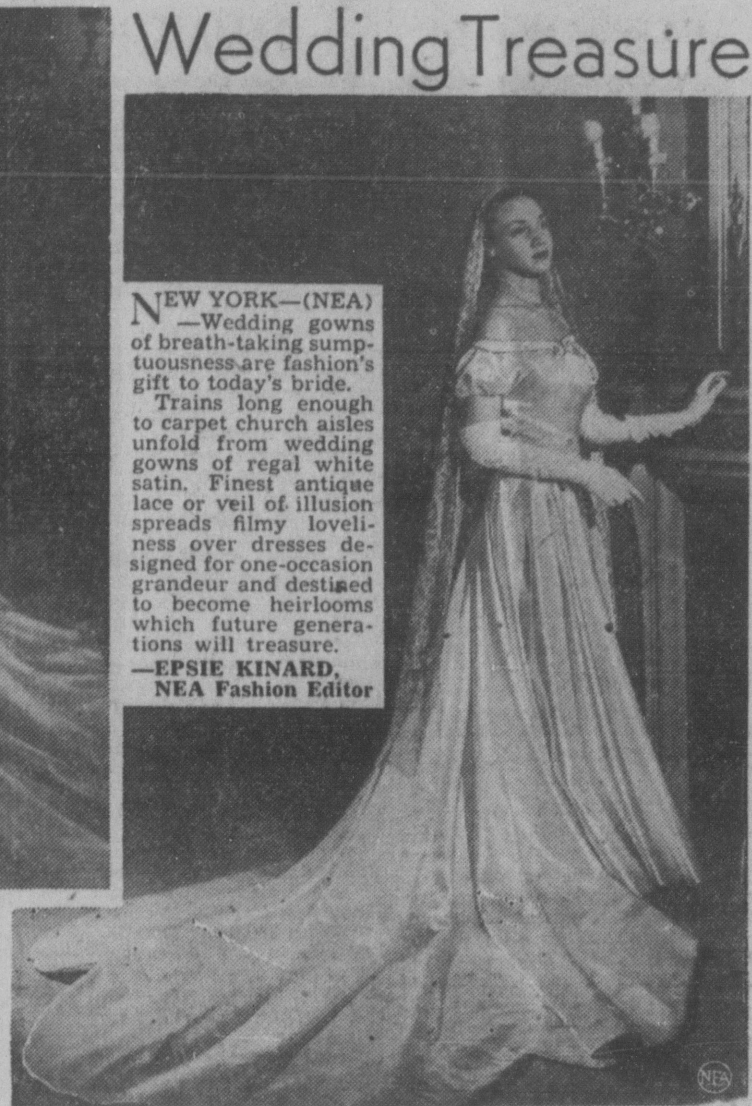 Wedding Treasure
NEW YORK—(NEA)
—Wedding gowns
of breath-taking sump-
tuousness are fashion's
gift to today's bride.
Trains long enough
to carpet church aisles
unfold from wedding
gowns of regal white
satin. Finest antique
lace or veil of illusion
spreads filmy loveli-
ness over dresses de-
signed for one-occasion
grandeur and destined
to become heirlooms
which future genera-
tions will treasure.
—EPSIE KINARD,
NEA Fashion Editor
NEA